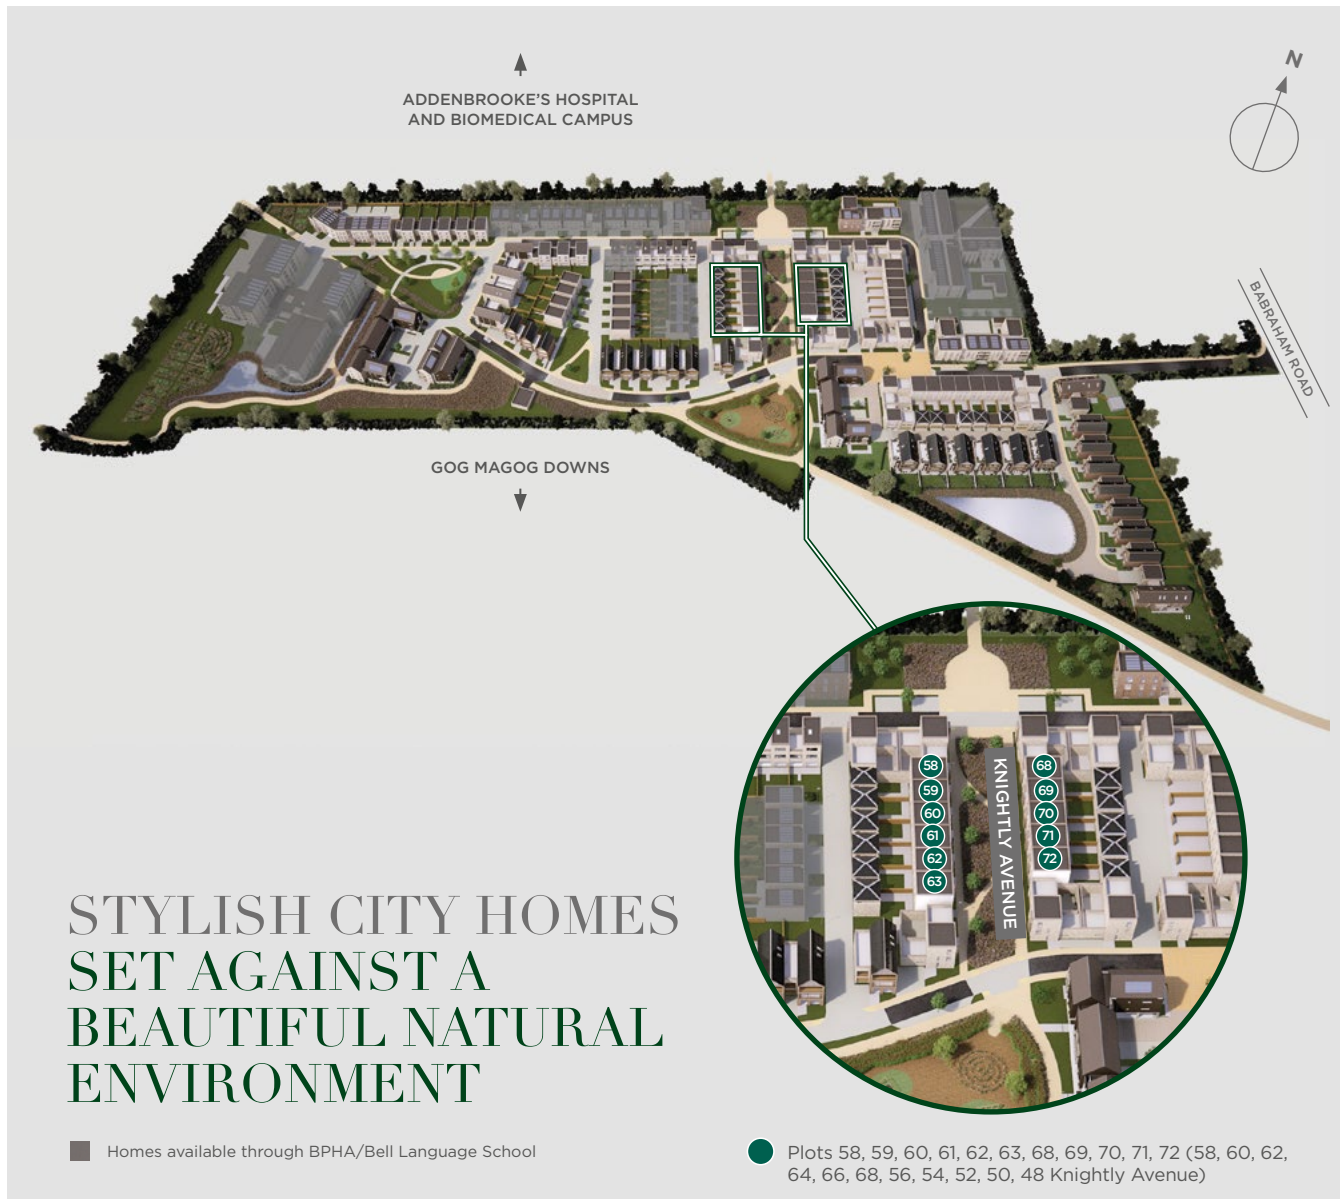 N
ADDENBROOKE'S HOSPITAL
AND BIOMEDICAL CAMPUS
BABRAHAM ROAD
GOG MAGOG DOWNS
58
59
60
61
62
63
KNIGHTLY AVENUE
68
69
70
71
72
STYLISH CITY HOMES
SET AGAINST A
BEAUTIFUL NATURAL
ENVIRONMENT
Homes available through BPHA/Bell Language School
Plots 58, 59, 60, 61, 62, 63, 68, 69, 70, 71, 72 (58, 60, 62,
64, 66, 68, 56, 54, 52, 50, 48 Knightly Avenue)